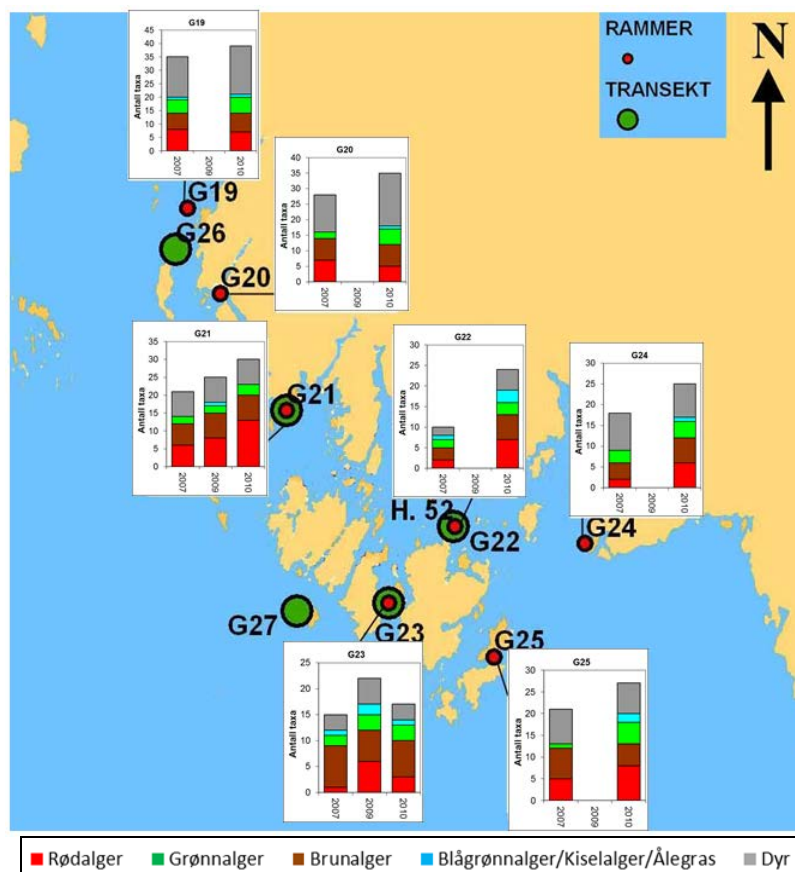 G19
Antall taxa
45
40
35
30
25
20
15
10
5
0
2007
2009
2010
RAMMER
TRANSEKT
N
G19
G26
G20
G20
Antall taxa
40
35
30
25
20
15
10
5
0
2007
2009
2010
G21
Antall taxa
35
30
25
20
15
10
5
0
2007
2009
2010
G21
G22
Antall taxa
30
25
20
15
10
5
0
2007
2009
2010
G24
Antall taxa
30
25
20
15
10
5
0
2007
2009
2010
H. 52
G22
G24
G27
G23
G25
G23
Antall taxa
25
20
15
10
5
0
2007
2009
2010
G25
Antall taxa
30
25
20
15
10
5
0
2007
2009
2010
Rødalger Grønnalger Brunalger Blågrønnalger/Kiselalger/Ålegras Dyr